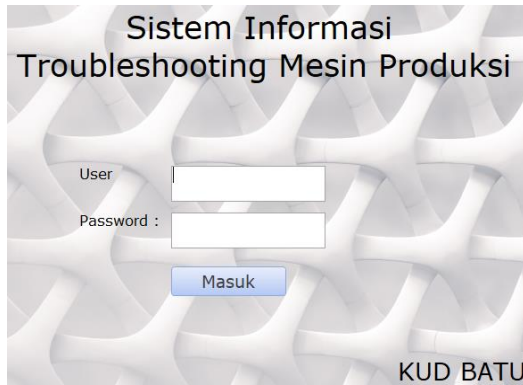 Sistem Informasi
Troubleshooting Mesin Produksi
User
Password :
Masuk
KUD BATU